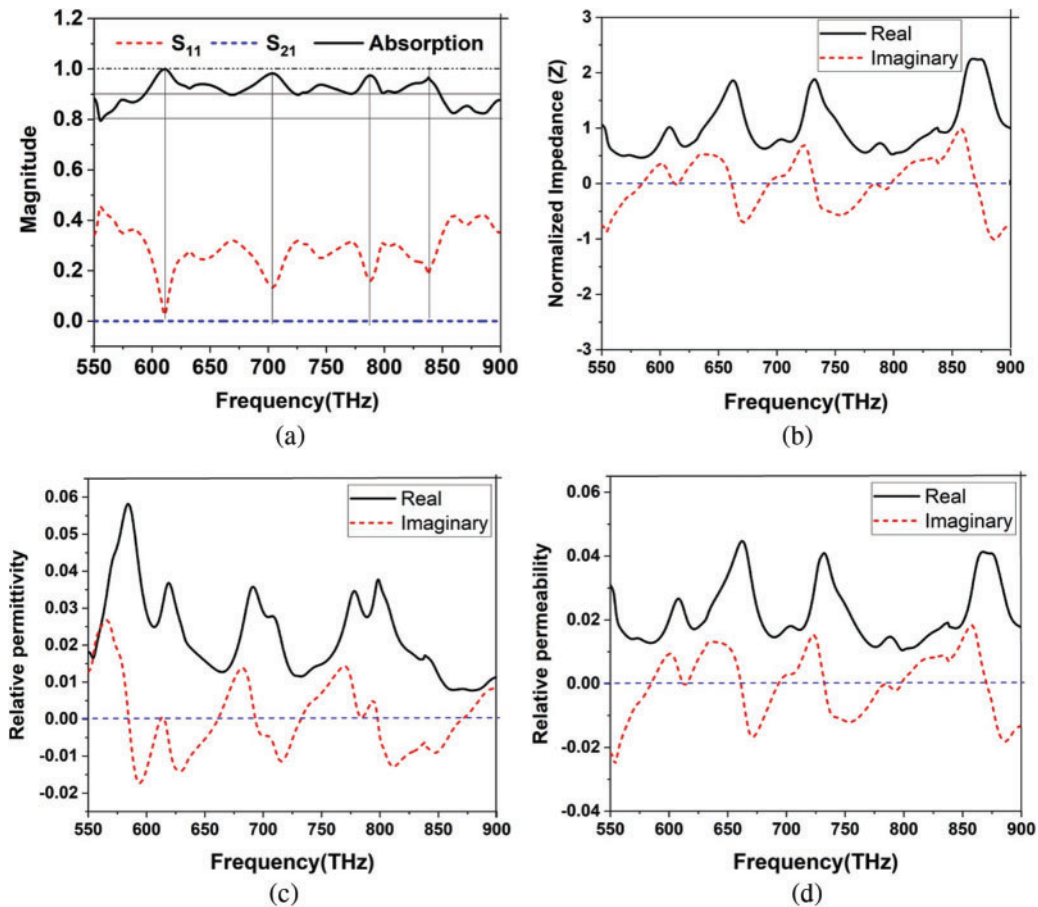 S11 S21 Absorption
Magnitude
1.2
1.0
0.8
0.6
0.4
0.2
0.0
550 600 650 700 750 800 850 900
Frequency(THz)
(a)
Real
Imaginary
Normalized Impedance (Z)
3
2
1
0
-1
-2
-3
550 600 650 700 750 800 850 900
Frequency(THz)
(b)
Real
Imaginary
Relative permittivity
0.06
0.05
0.04
0.03
0.02
0.01
0.00
-0.01
-0.02
550 600 650 700 750 800 850 900
Frequency(THz)
(c)
Real
Imaginary
Relative permeability
0.06
0.04
0.02
0.00
-0.02
-0.04
550 600 650 700 750 800 850 900
Frequency(THz)
(d)